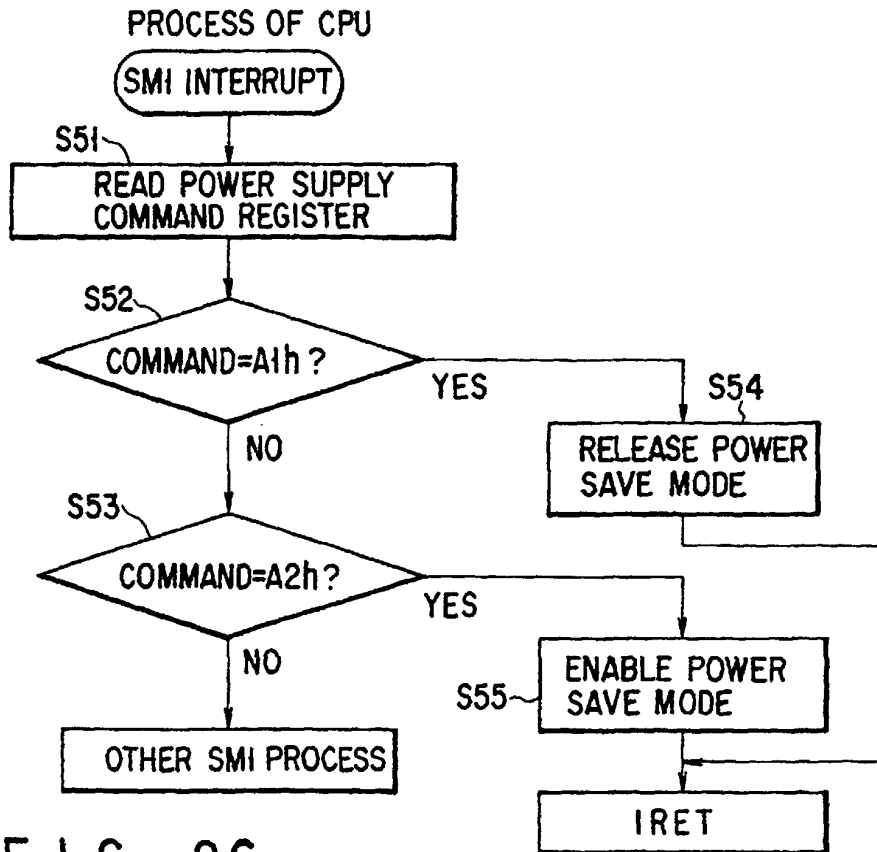 PROCESS OF CPU
SMI INTERRUPT
S51
READ POWER SUPPLY
COMMAND REGISTER
S52
COMMAND=A1h?
YES
NO
S54
RELEASE POWER
SAVE MODE
S53
COMMAND=A2h?
YES
NO
S55
ENABLE POWER
SAVE MODE
OTHER SMI PROCESS
IRET